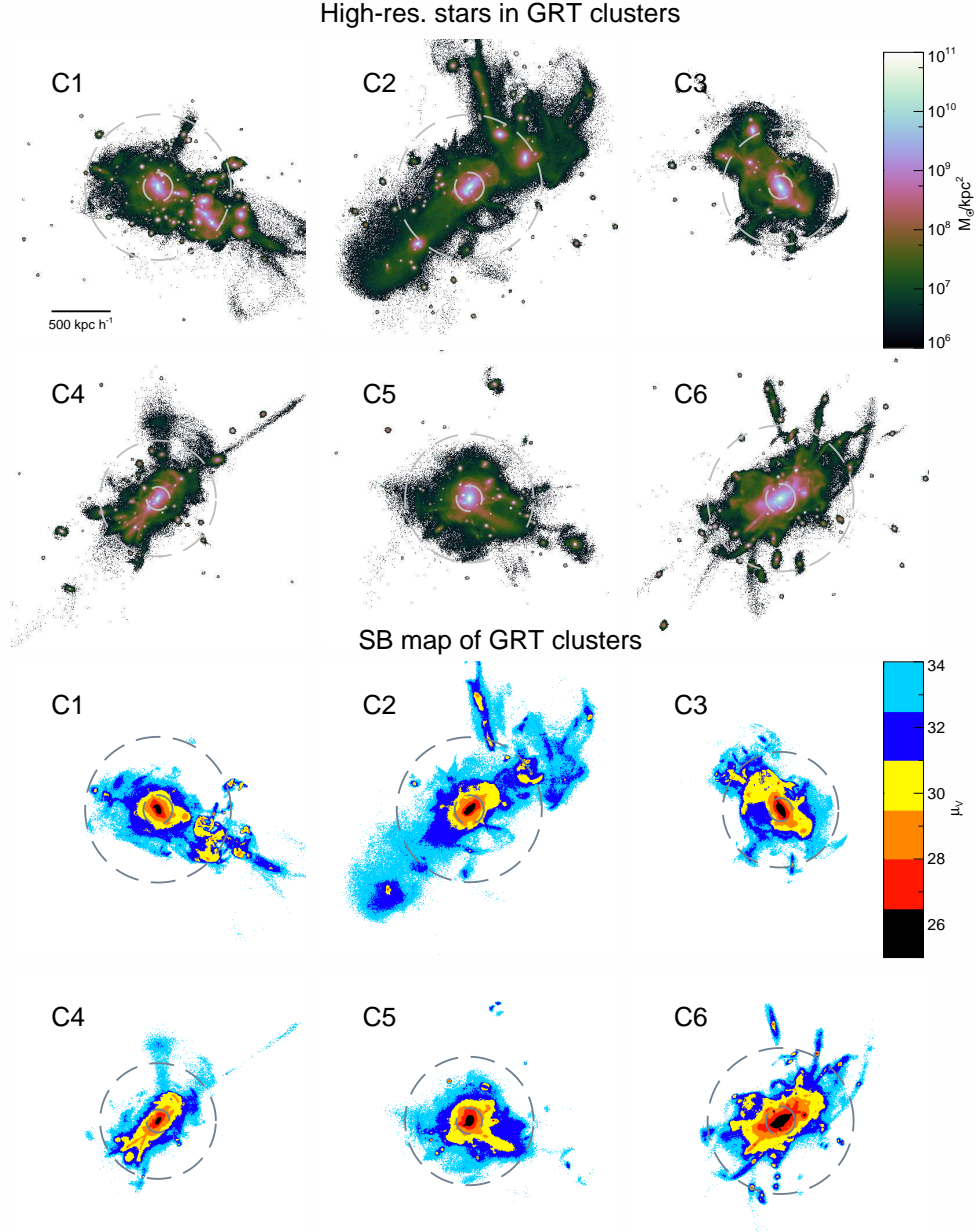 High-res. stars in GRT clusters
C1
C2
C3
500 kpc h⁻¹
10¹¹
10¹⁰
10⁹
10⁸
10⁷
10⁶
M☉/kpc²
C4
C5
C6
SB map of GRT clusters
C1
C2
C3
34
32
30
28
26
μᵥ
C4
C5
C6